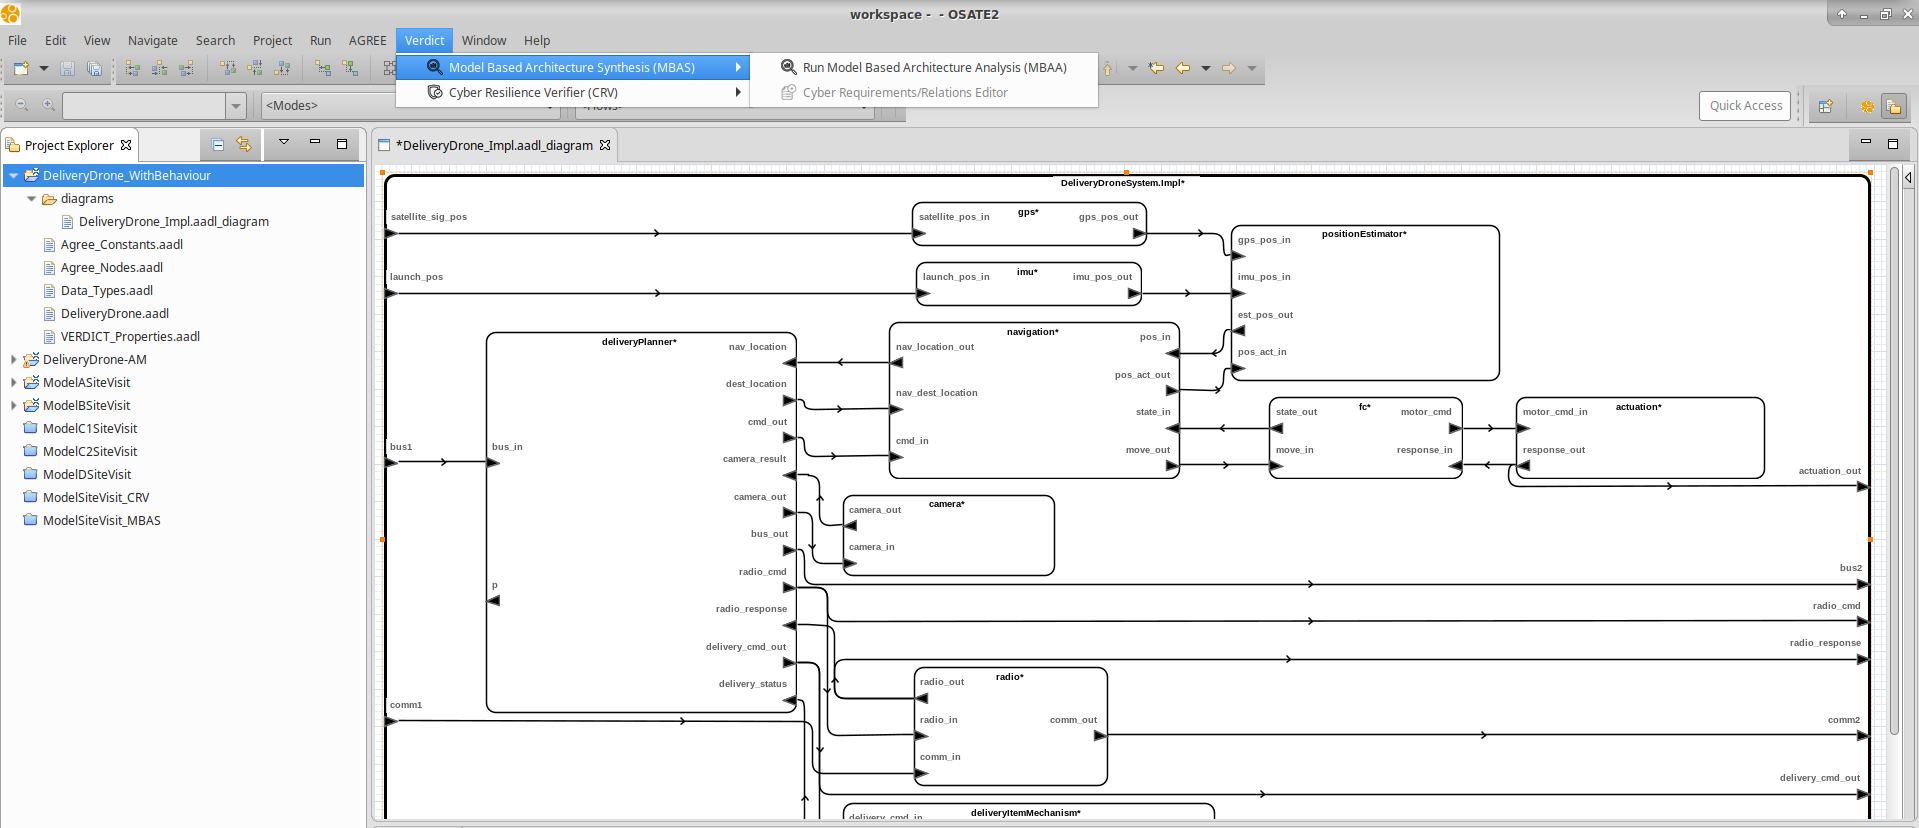 workspace -  - OSATE2
File Edit View Navigate Search Project Run AGREE Verdict Window Help
Model Based Architecture Synthesis (MBAS)
Run Model Based Architecture Analysis (MBAA)
Cyber Resilience Verifier (CRV)
Cyber Requirements/Relations Editor
<Modes>
Quick Access
Project Explorer
*DeliveryDrone_Impl.aadl_diagram
DeliveryDrone_WithBehaviour
diagrams
DeliveryDrone_Impl.aadl_diagram
Agree_Constants.aadl
Agree_Nodes.aadl
Data_Types.aadl
DeliveryDrone.aadl
VERDICT_Properties.aadl
DeliveryDrone-AM
ModelASiteVisit
ModelBSiteVisit
ModelC1SiteVisit
ModelC2SiteVisit
ModelDSiteVisit
ModelSiteVisit_CRV
ModelSiteVisit_MBAS
DeliveryDroneSystem.Impl*
satellite_sig_pos
launch_pos
bus1
comm1
gps*
satellite_pos_in
gps_pos_out
imu*
launch_pos_in
imu_pos_out
positionEstimator*
gps_pos_in
imu_pos_in
est_pos_out
pos_act_in
deliveryPlanner*
nav_location
dest_location
cmd_out
bus_in
camera_result
camera_out
bus_out
radio_cmd
p
radio_response
delivery_cmd_out
delivery_status
navigation*
nav_location_out
pos_in
pos_act_out
nav_dest_location
state_in
cmd_in
move_out
fc*
state_out
motor_cmd
move_in
response_in
actuation*
motor_cmd_in
response_out
camera*
camera_out
camera_in
radio*
radio_out
radio_in
comm_out
comm_in
deliveryItemMechanism*
delivery_cmd_in
actuation_out
bus2
radio_cmd
radio_response
comm2
delivery_cmd_out